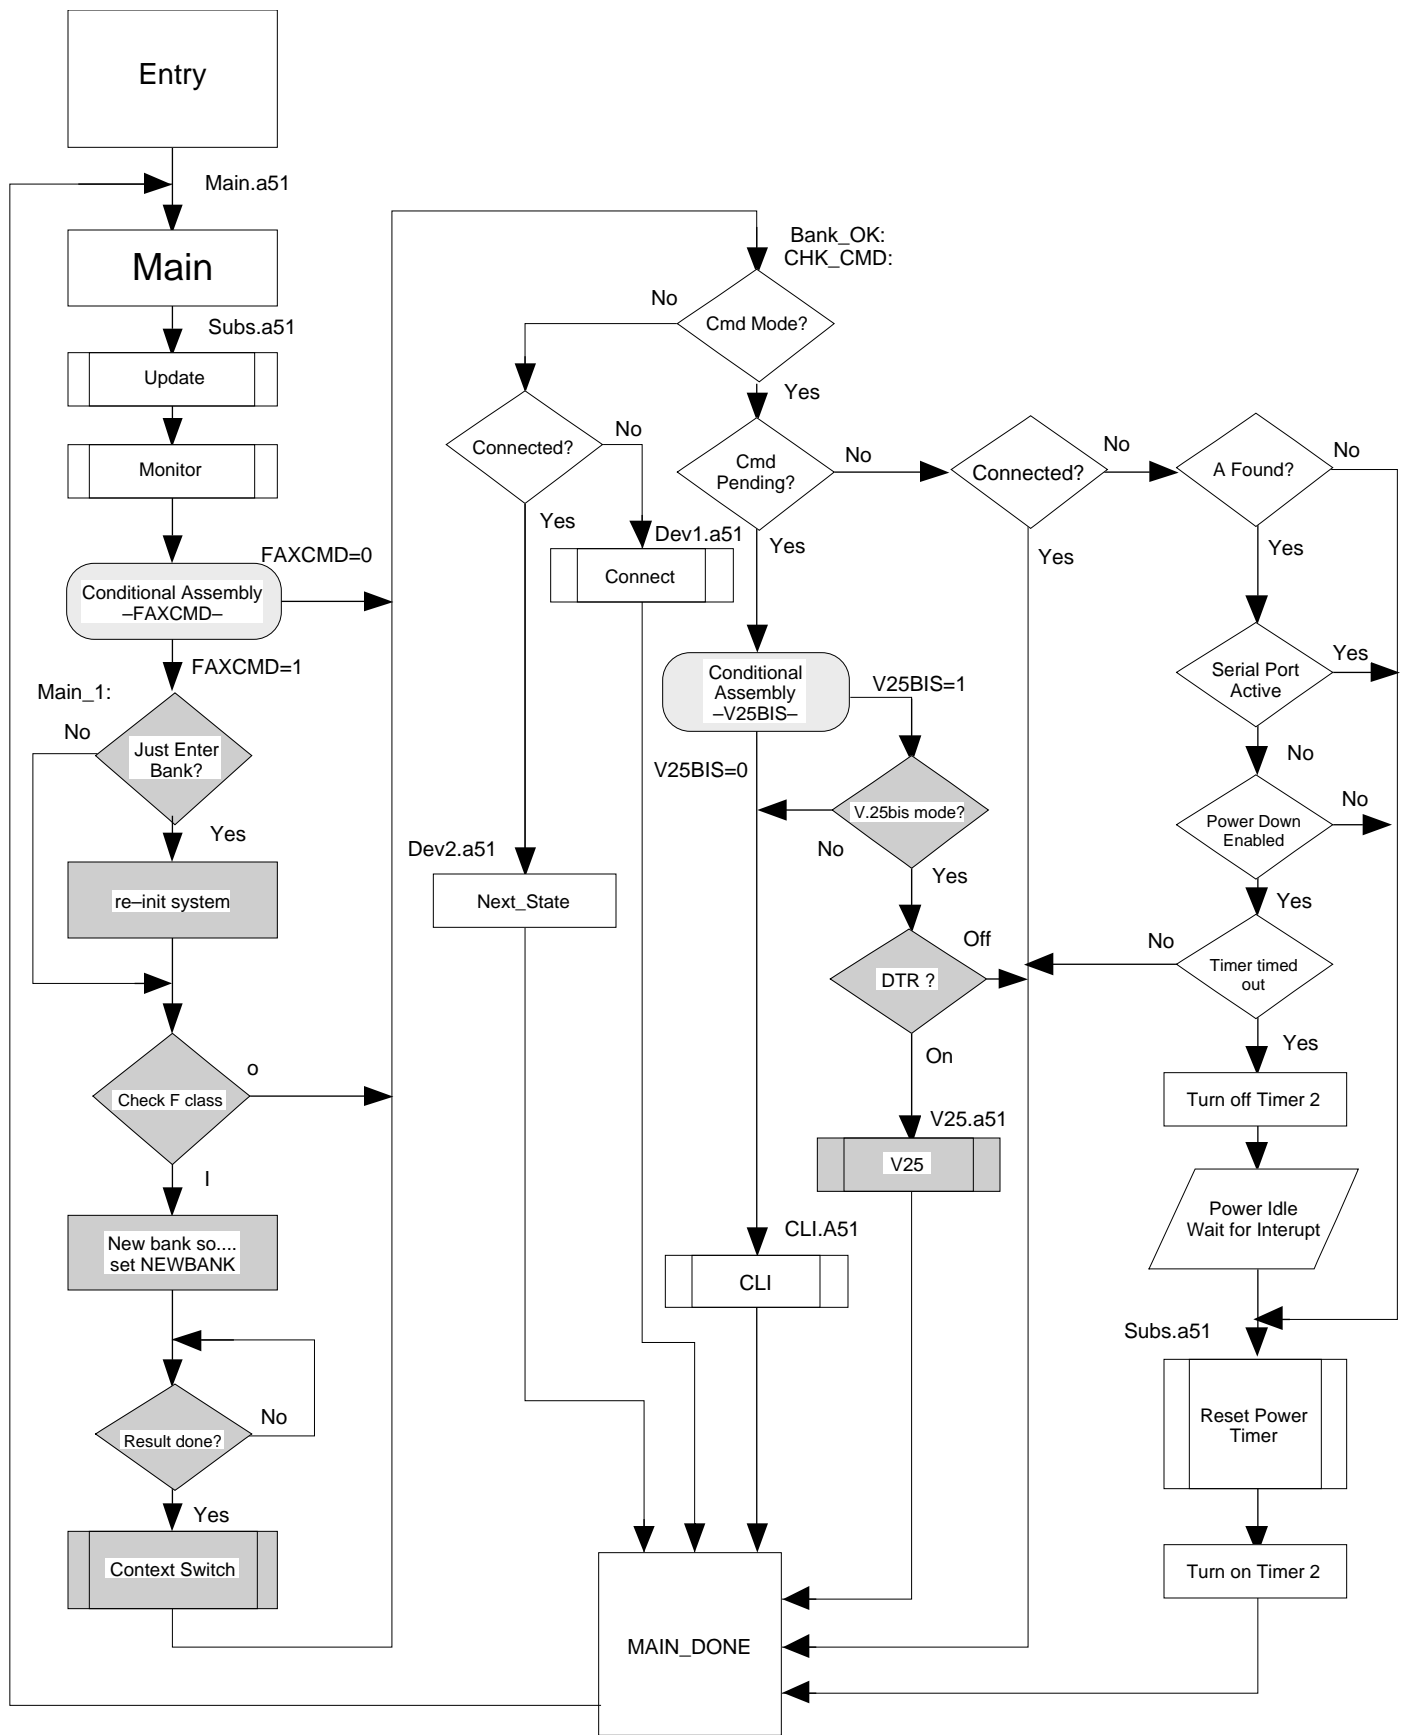 Entry
Main.a51
Main
Subs.a51
Update
Monitor
FAXCMD=0
Conditional Assembly
–FAXCMD–
FAXCMD=1
Main_1:
No
Just Enter
Bank?
Yes
re–init system
o
Check F class
I
New bank so....
set NEWBANK
No
Result done?
Yes
Context Switch
Bank_OK:
CHK_CMD:
No
Cmd Mode?
Yes
Connected?
No
Yes
Dev1.a51
Connect
Dev2.a51
Next_State
Cmd
Pending?
No
Yes
Conditional
Assembly
–V25BIS–
V25BIS=1
V25BIS=0
V.25bis mode?
No
Yes
Off
DTR ?
On
V25.a51
V25
CLI.A51
CLI
Connected?
No
Yes
A Found?
No
Yes
Serial Port
Active
Yes
No
Power Down
Enabled
No
Yes
No
Timer timed
out
Yes
Turn off Timer 2
Power Idle
Wait for Interupt
Subs.a51
Reset Power
Timer
Turn on Timer 2
MAIN_DONE